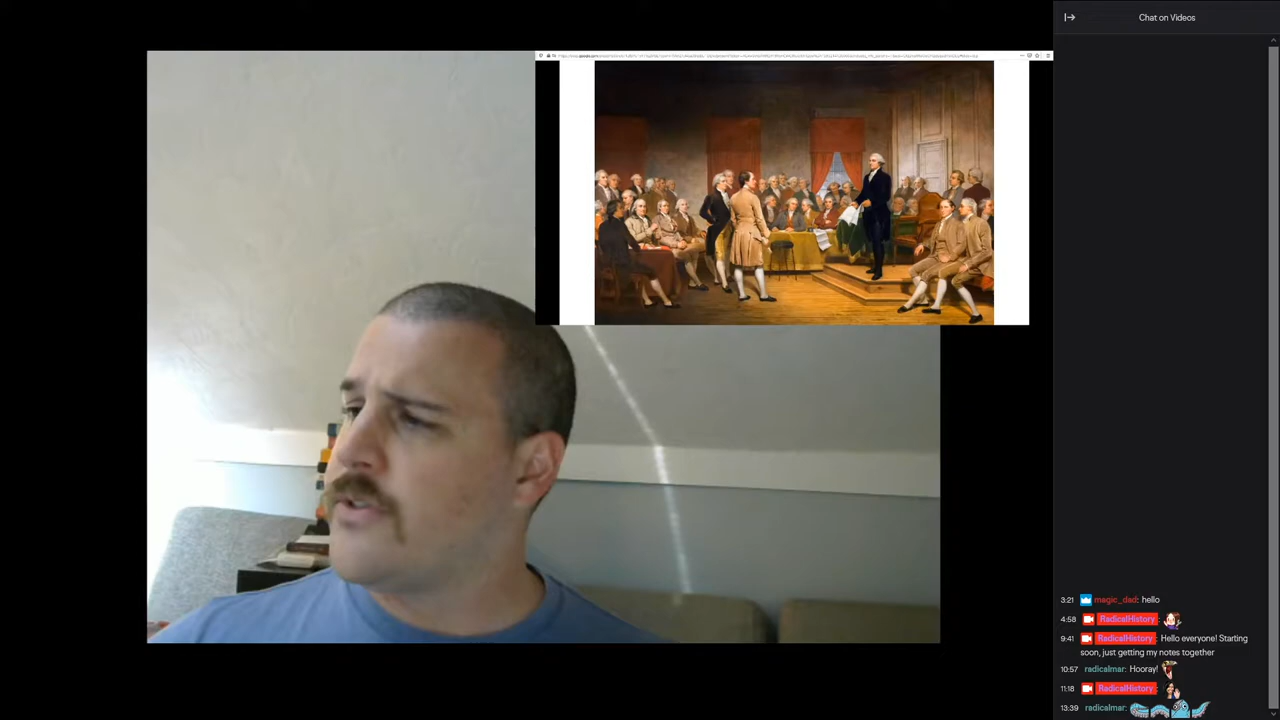 Chat on Videos
3:21 magic_dad: hello
4:58 RadicalHistory :
9:41 RadicalHistory : Hello everyone! Starting
soon, just getting my notes together
10:57 radicalmar: Hooray!
11:18 RadicalHistory :
13:39 radicalmar: